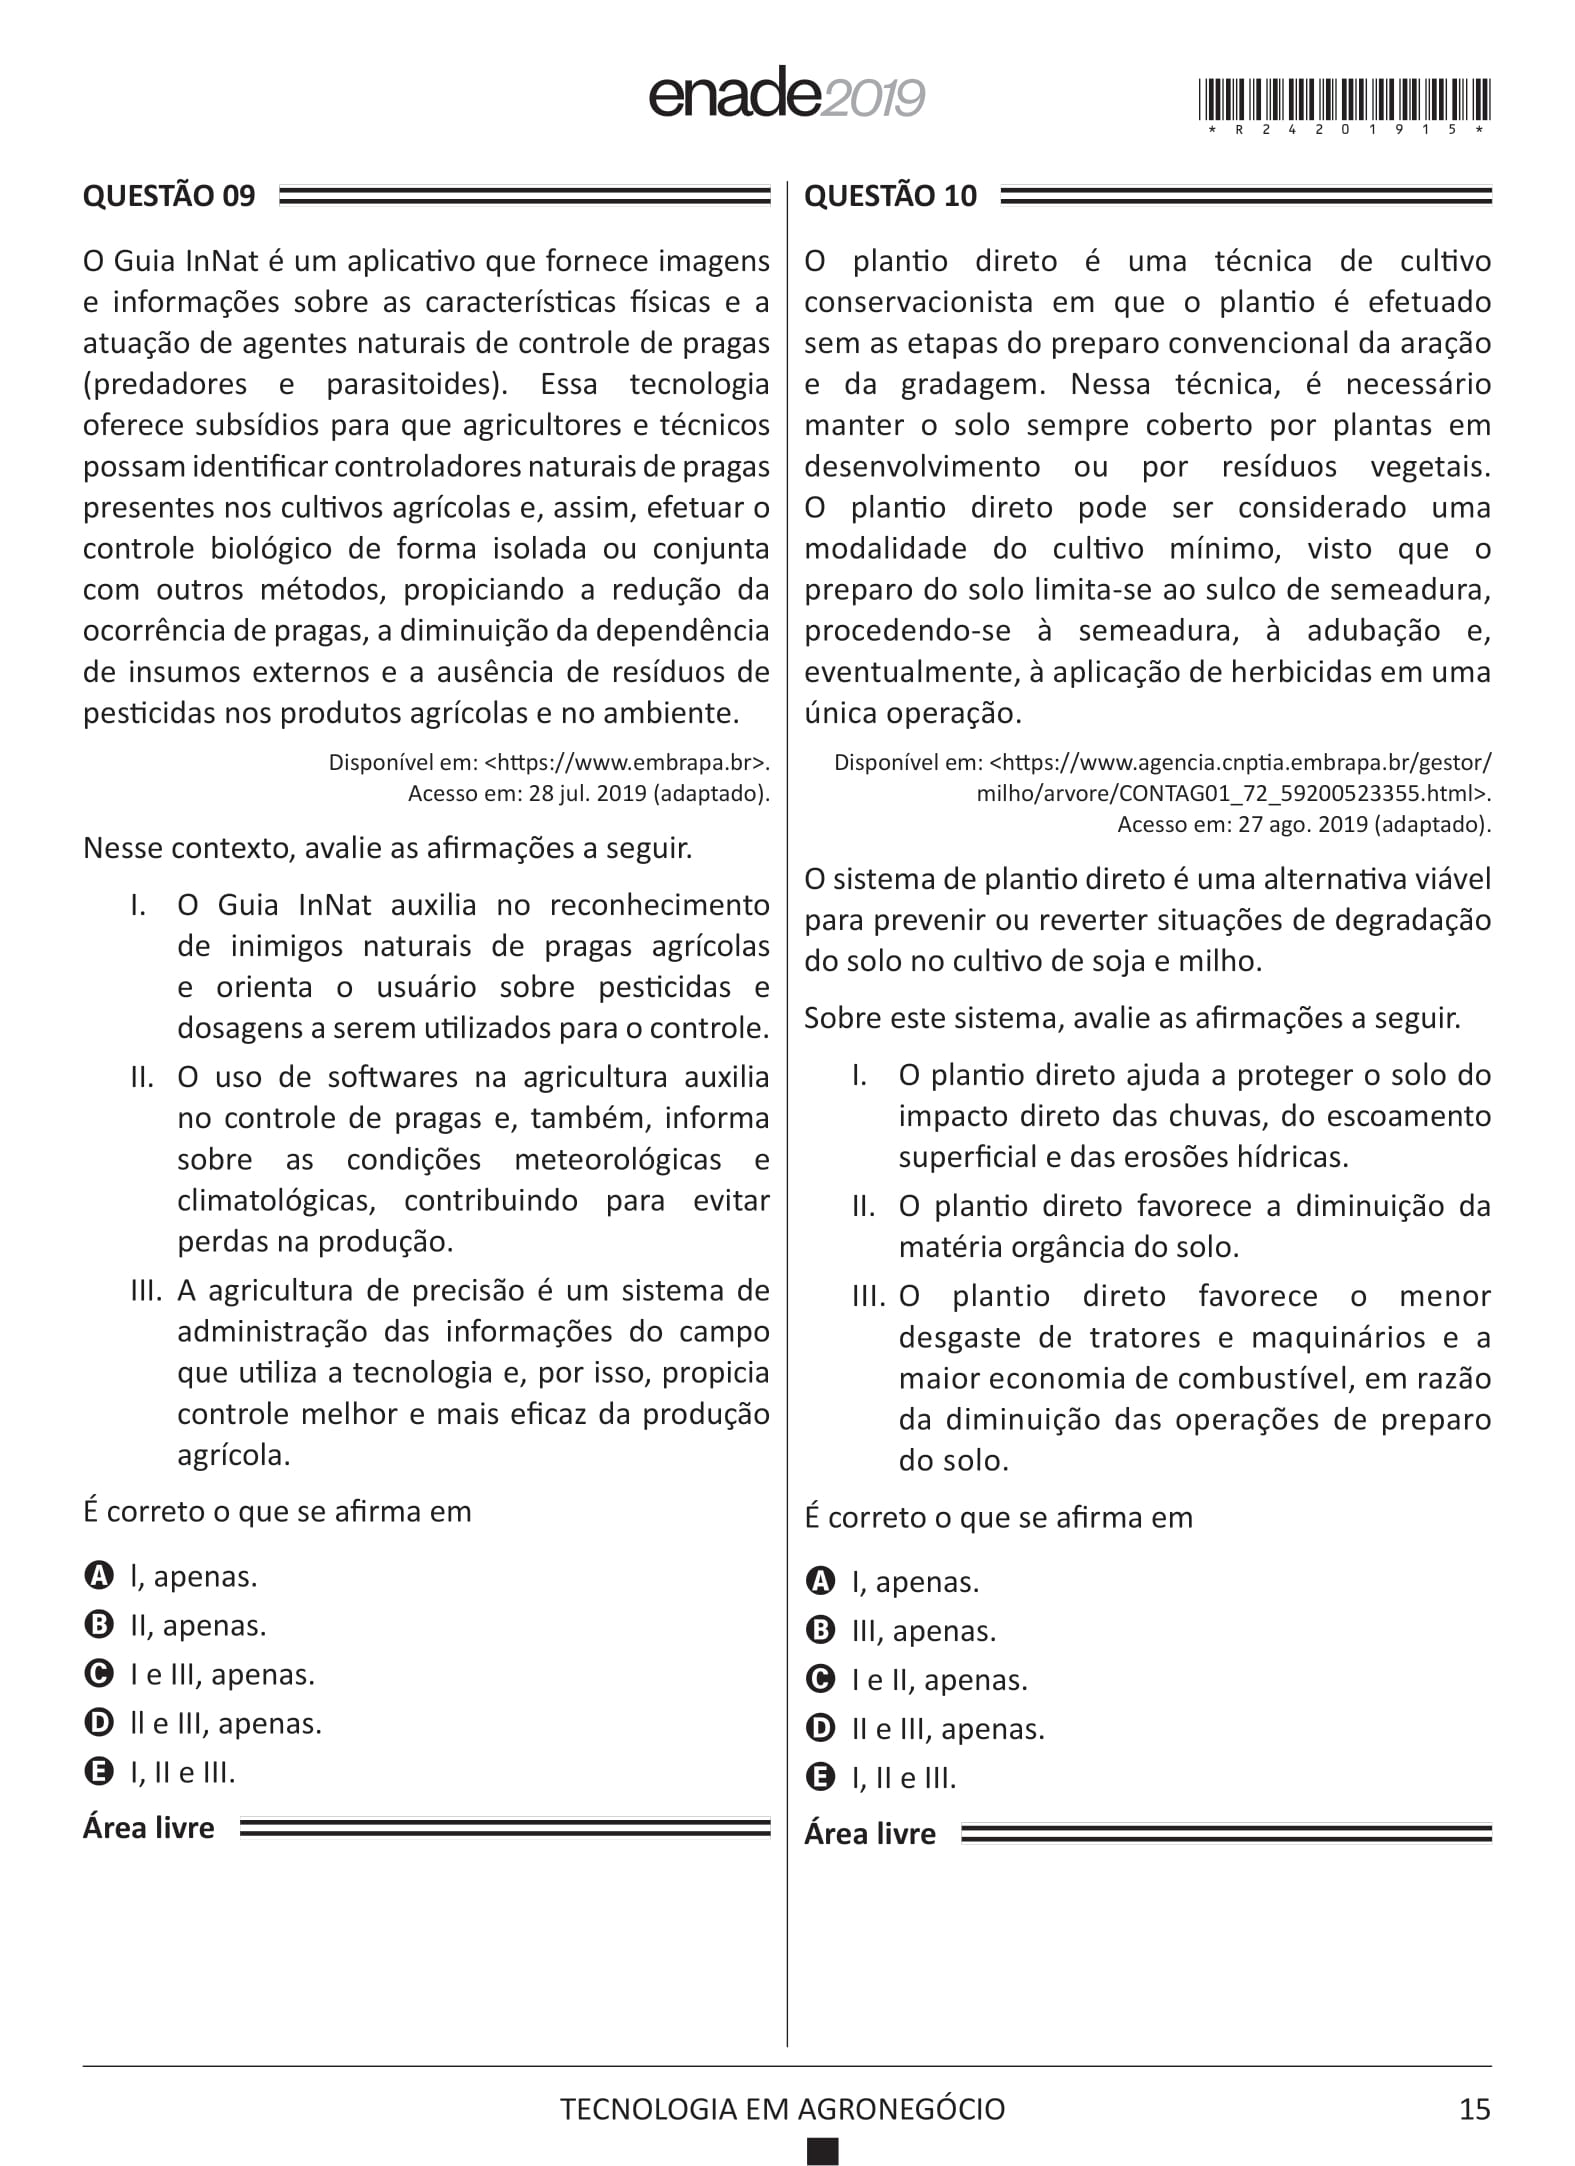 enade2019
*R24201915*
QUESTÃO 09
O Guia InNat é um aplicativo que fornece imagens
e informações sobre as características físicas e a
atuação de agentes naturais de controle de pragas
(predadores e parasitoides). Essa tecnologia
oferece subsídios para que agricultores e técnicos
possam identificar controladores naturais de pragas
presentes nos cultivos agrícolas e, assim, efetuar o
controle biológico de forma isolada ou conjunta
com outros métodos, propiciando a redução da
ocorrência de pragas, a diminuição da dependência
de insumos externos e a ausência de resíduos de
pesticidas nos produtos agrícolas e no ambiente.
Disponível em: <https://www.embrapa.br>.
Acesso em: 28 jul. 2019 (adaptado).
Nesse contexto, avalie as afirmações a seguir.
I. O Guia InNat auxilia no reconhecimento
de inimigos naturais de pragas agrícolas
e orienta o usuário sobre pesticidas e
dosagens a serem utilizados para o controle.
II. O uso de softwares na agricultura auxilia
no controle de pragas e, também, informa
sobre as condições meteorológicas e
climatológicas, contribuindo para evitar
perdas na produção.
III. A agricultura de precisão é um sistema de
administração das informações do campo
que utiliza a tecnologia e, por isso, propicia
controle melhor e mais eficaz da produção
agrícola.
É correto o que se afirma em
A I, apenas.
B II, apenas.
C I e III, apenas.
D II e III, apenas.
E I, II e III.
Área livre
QUESTÃO 10
O plantio direto é uma técnica de cultivo
conservacionista em que o plantio é efetuado
sem as etapas do preparo convencional da aração
e da gradagem. Nessa técnica, é necessário
manter o solo sempre coberto por plantas em
desenvolvimento ou por resíduos vegetais.
O plantio direto pode ser considerado uma
modalidade do cultivo mínimo, visto que o
preparo do solo limita-se ao sulco de semeadura,
procedendo-se à semeadura, à adubação e,
eventualmente, à aplicação de herbicidas em uma
única operação.
Disponível em: <https://www.agencia.cnptia.embrapa.br/gestor/
milho/arvore/CONTAG01_72_59200523355.html>.
Acesso em: 27 ago. 2019 (adaptado).
O sistema de plantio direto é uma alternativa viável
para prevenir ou reverter situações de degradação
do solo no cultivo de soja e milho.
Sobre este sistema, avalie as afirmações a seguir.
I. O plantio direto ajuda a proteger o solo do
impacto direto das chuvas, do escoamento
superficial e das erosões hídricas.
II. O plantio direto favorece a diminuição da
matéria orgância do solo.
III. O plantio direto favorece o menor
desgaste de tratores e maquinários e a
maior economia de combustível, em razão
da diminuição das operações de preparo
do solo.
É correto o que se afirma em
A I, apenas.
B III, apenas.
C I e II, apenas.
D II e III, apenas.
E I, II e III.
Área livre
TECNOLOGIA EM AGRONEGÓCIO
15